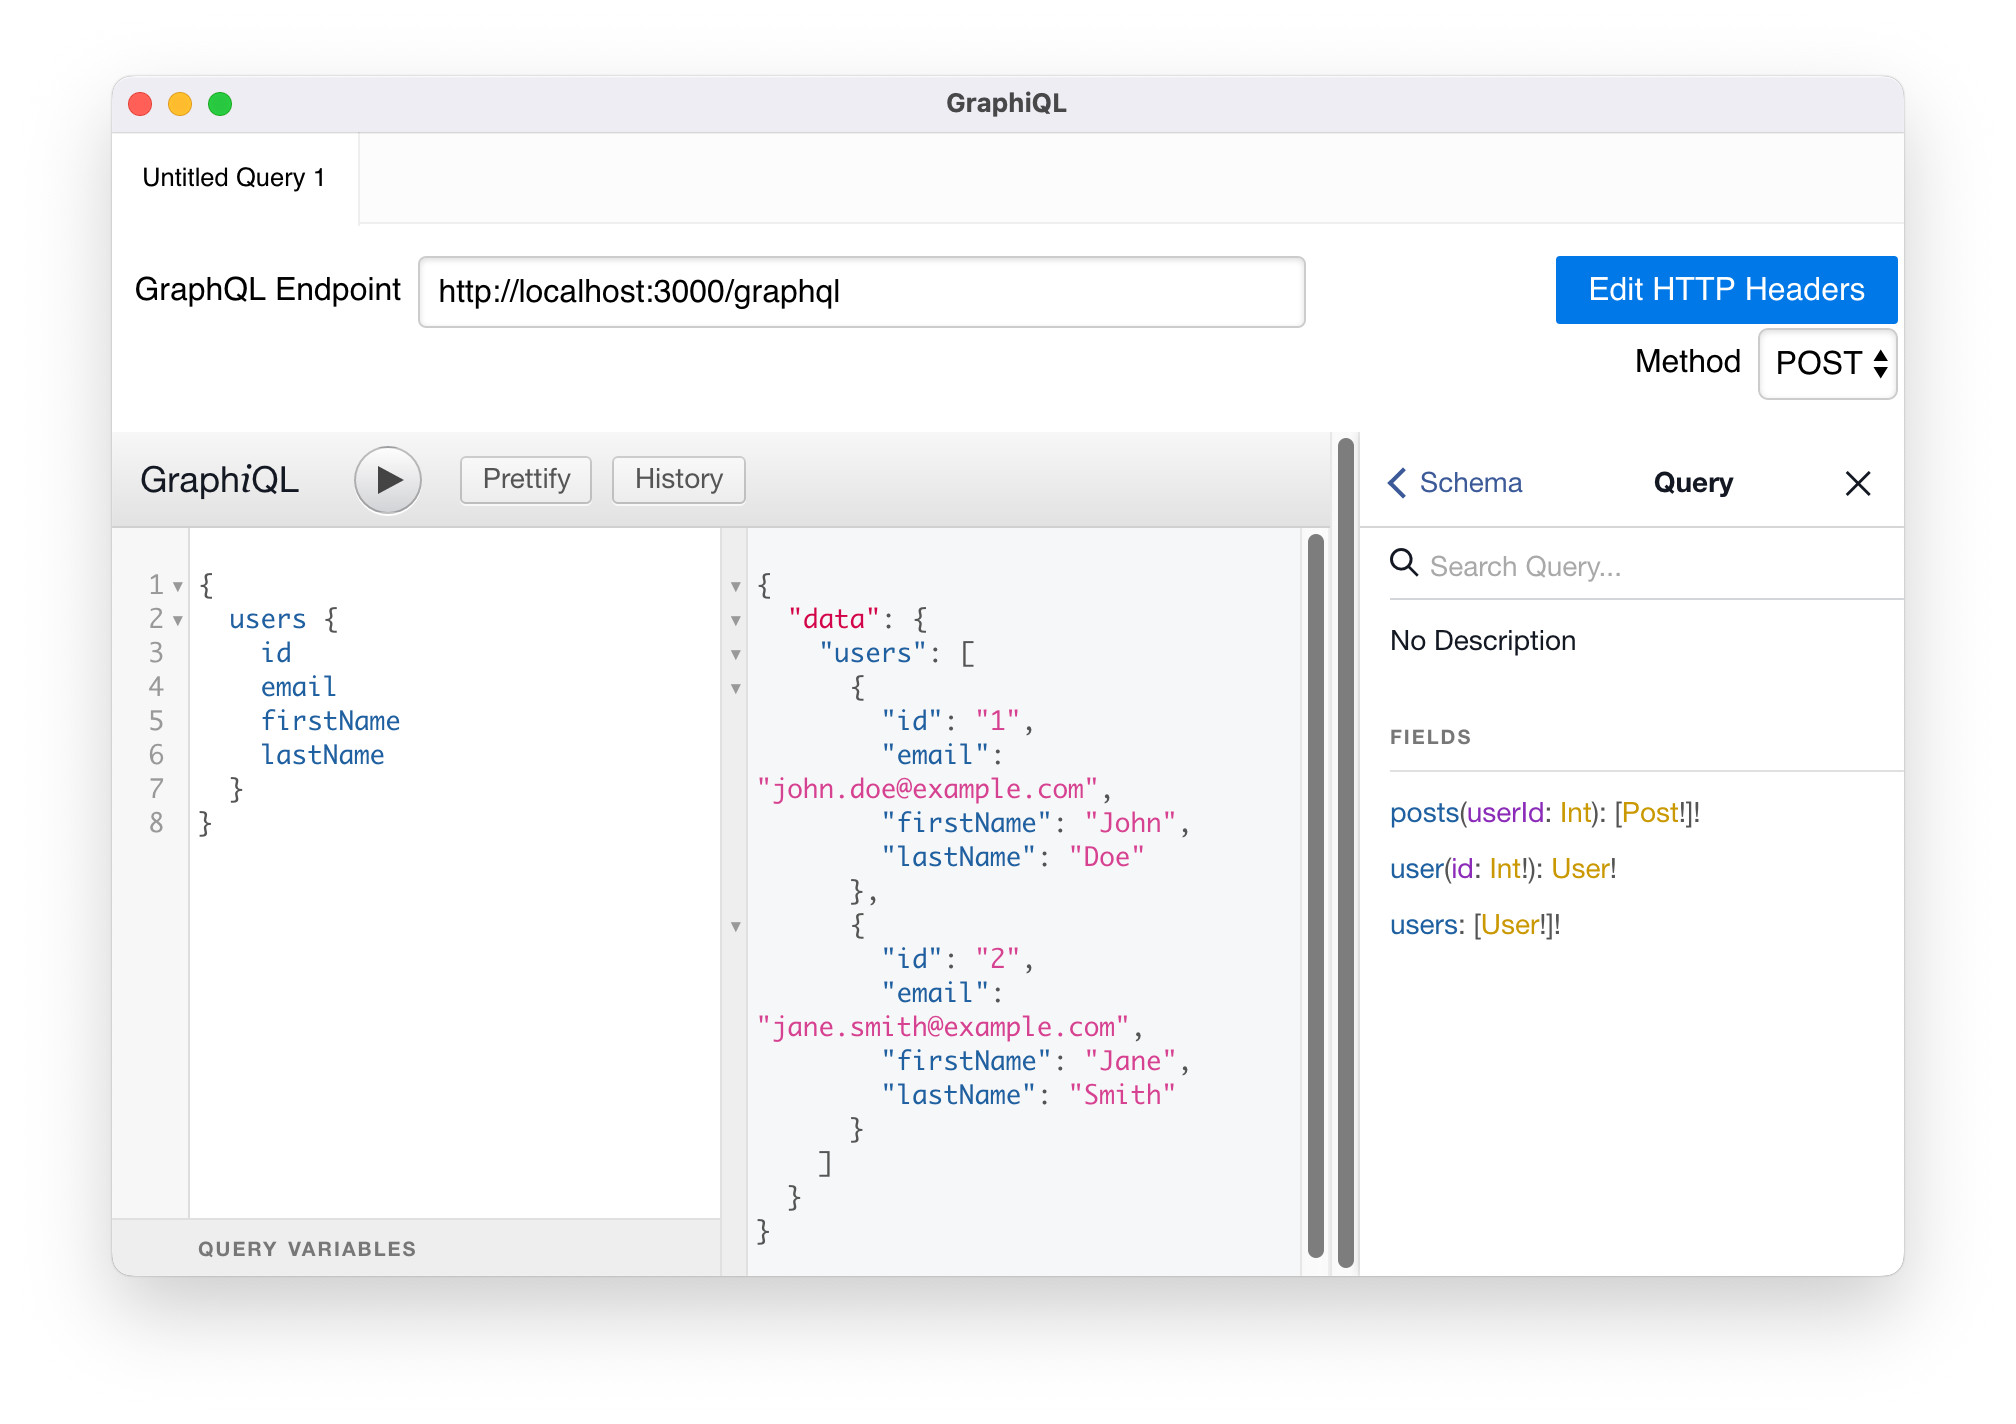 GraphiQL
Untitled Query 1
GraphQL Endpoint
http://localhost:3000/graphql
Edit HTTP Headers
Method
POST
GraphiQL
Prettify
History
1 {
2 users {
3 id
4 email
5 firstName
6 lastName
7 }
8 }
QUERY VARIABLES
{
"data": {
"users": [
{
"id": "1",
"email":
"john.doe@example.com",
"firstName": "John",
"lastName": "Doe"
},
{
"id": "2",
"email":
"jane.smith@example.com",
"firstName": "Jane",
"lastName": "Smith"
}
]
}
}
Schema
Query
Search Query...
No Description
FIELDS
posts(userId: Int): [Post!]!
user(id: Int!): User!
users: [User!]!